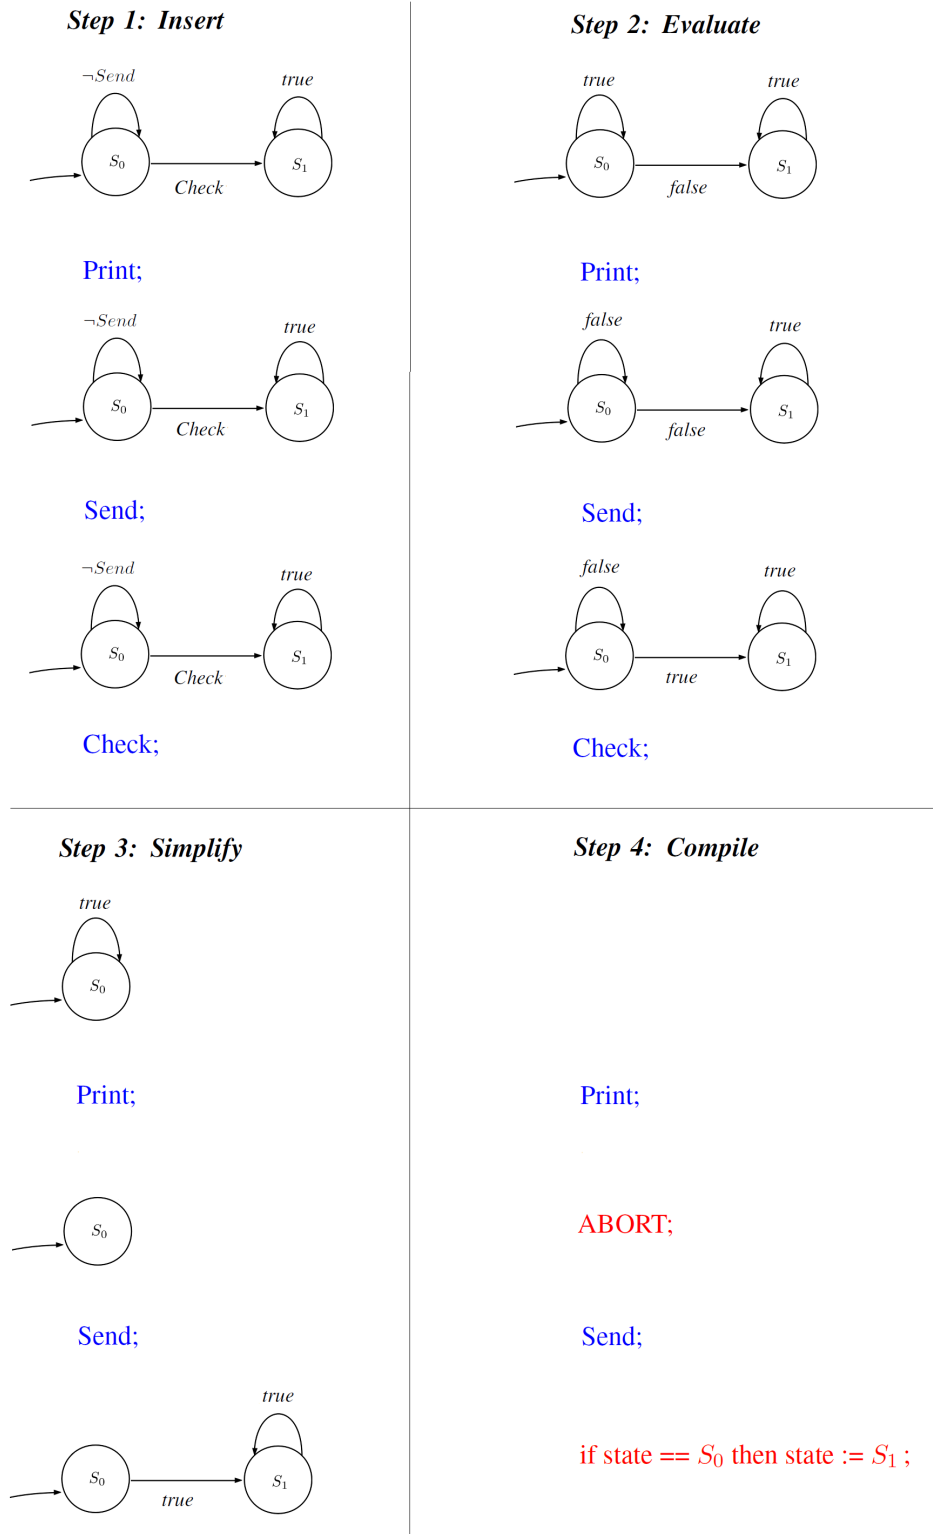 Step 1: Insert
¬Send
true
S₀
S₁
Check
Print;
¬Send
true
S₀
S₁
Check
Send;
¬Send
true
S₀
S₁
Check
Check;
Step 2: Evaluate
true
true
S₀
S₁
false
Print;
false
true
S₀
S₁
false
Send;
false
true
S₀
S₁
true
Check;
Step 3: Simplify
true
S₀
Print;
S₀
Send;
true
S₀
S₁
true
Step 4: Compile
Print;
ABORT;
Send;
if state == S₀ then state := S₁ ;